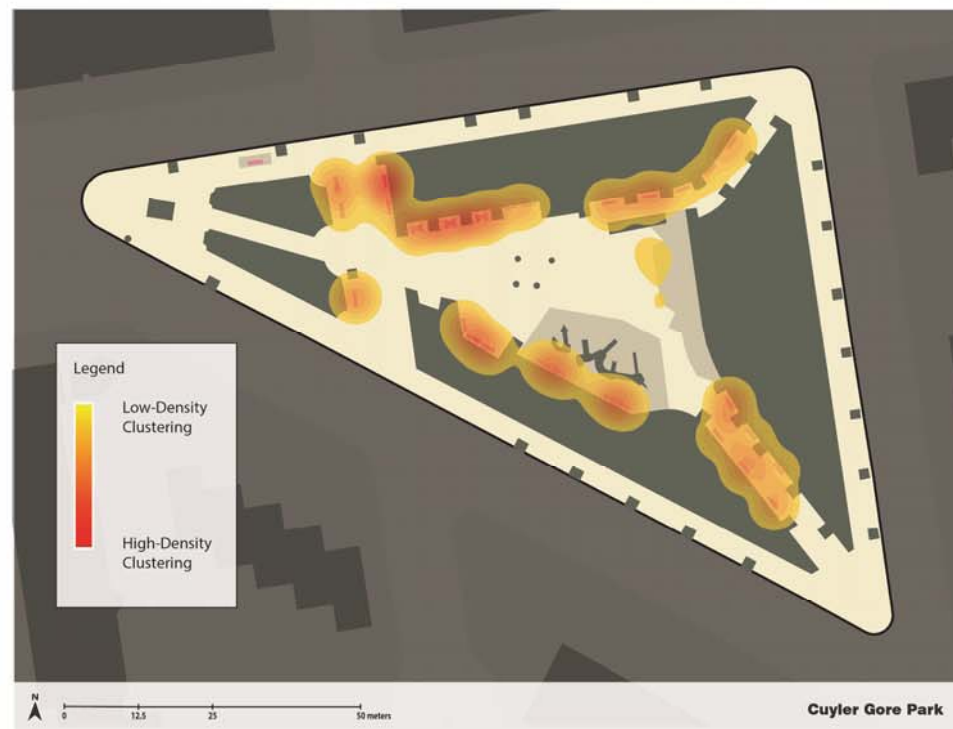 Legend
Low-Density
Clustering
High-Density
Clustering
N
0 12.5 25 50 meters
Cuyler Gore Park